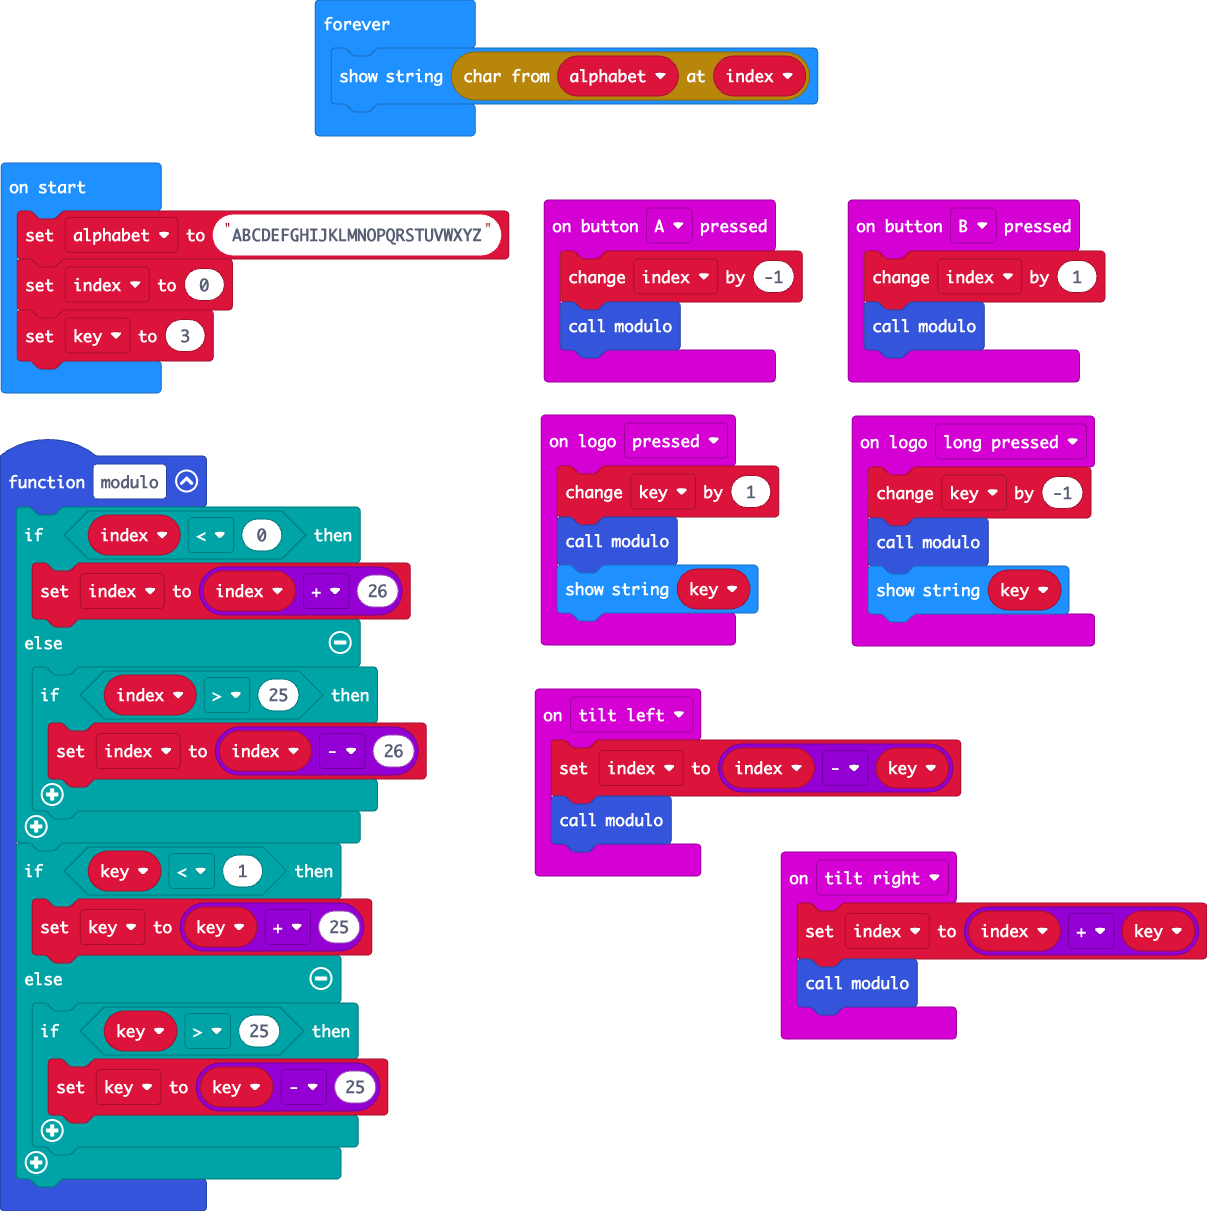 forever
show string char from alphabet at index
on start
set alphabet to "ABCDEFGHIJKLMNOPQRSTUVWXYZ"
set index to 0
set key to 3
on button A pressed
change index by -1
call modulo
on button B pressed
change index by 1
call modulo
on logo pressed
change key by 1
call modulo
show string key
on logo long pressed
change key by -1
call modulo
show string key
function modulo
if index < 0 then
set index to index + 26
else
if index > 25 then
set index to index - 26
if key < 1 then
set key to key + 25
else
if key > 25 then
set key to key - 25
on tilt left
set index to index - key
call modulo
on tilt right
set index to index + key
call modulo